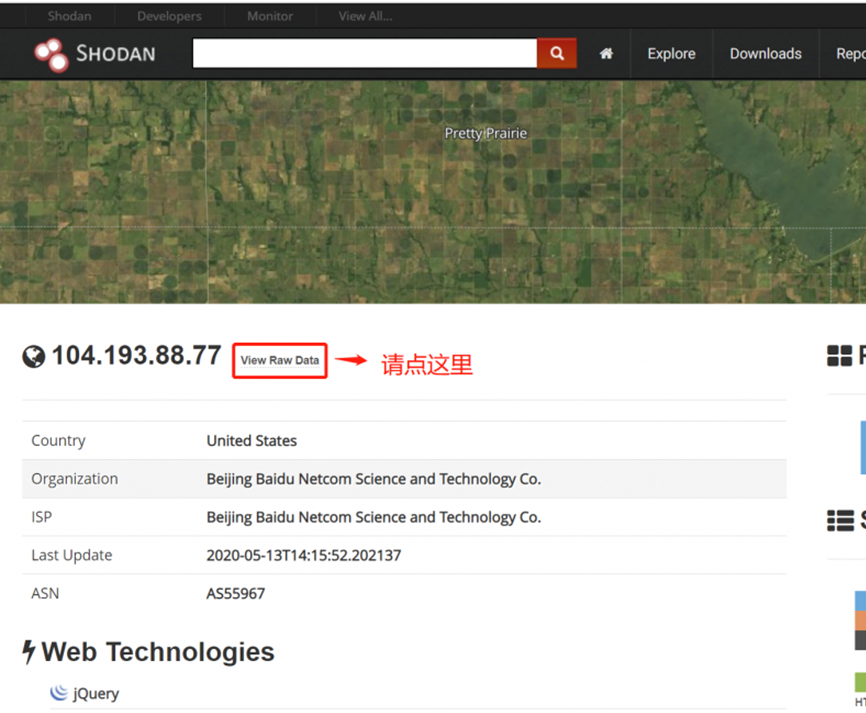 Shodan Developers Monitor View All...
SHODAN Explore Downloads Repo
Pretty Prairie
104.193.88.77 View Raw Data 请点这里
Country United States
Organization Beijing Baidu Netcom Science and Technology Co.
ISP Beijing Baidu Netcom Science and Technology Co.
Last Update 2020-05-13T14:15:52.202137
ASN AS55967
Web Technologies
jQuery